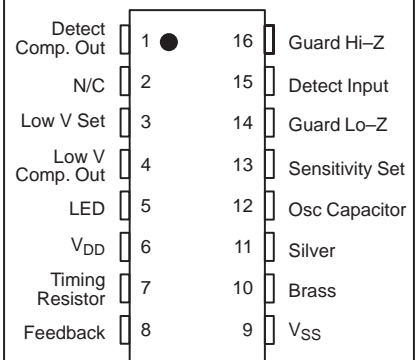 Detect
Comp. Out 1 16 Guard Hi–Z
N/C 2 15 Detect Input
Low V Set 3 14 Guard Lo–Z
Low V
Comp. Out 4 13 Sensitivity Set
LED 5 12 Osc Capacitor
VDD 6 11 Silver
Timing
Resistor 7 10 Brass
Feedback 8 9 VSS